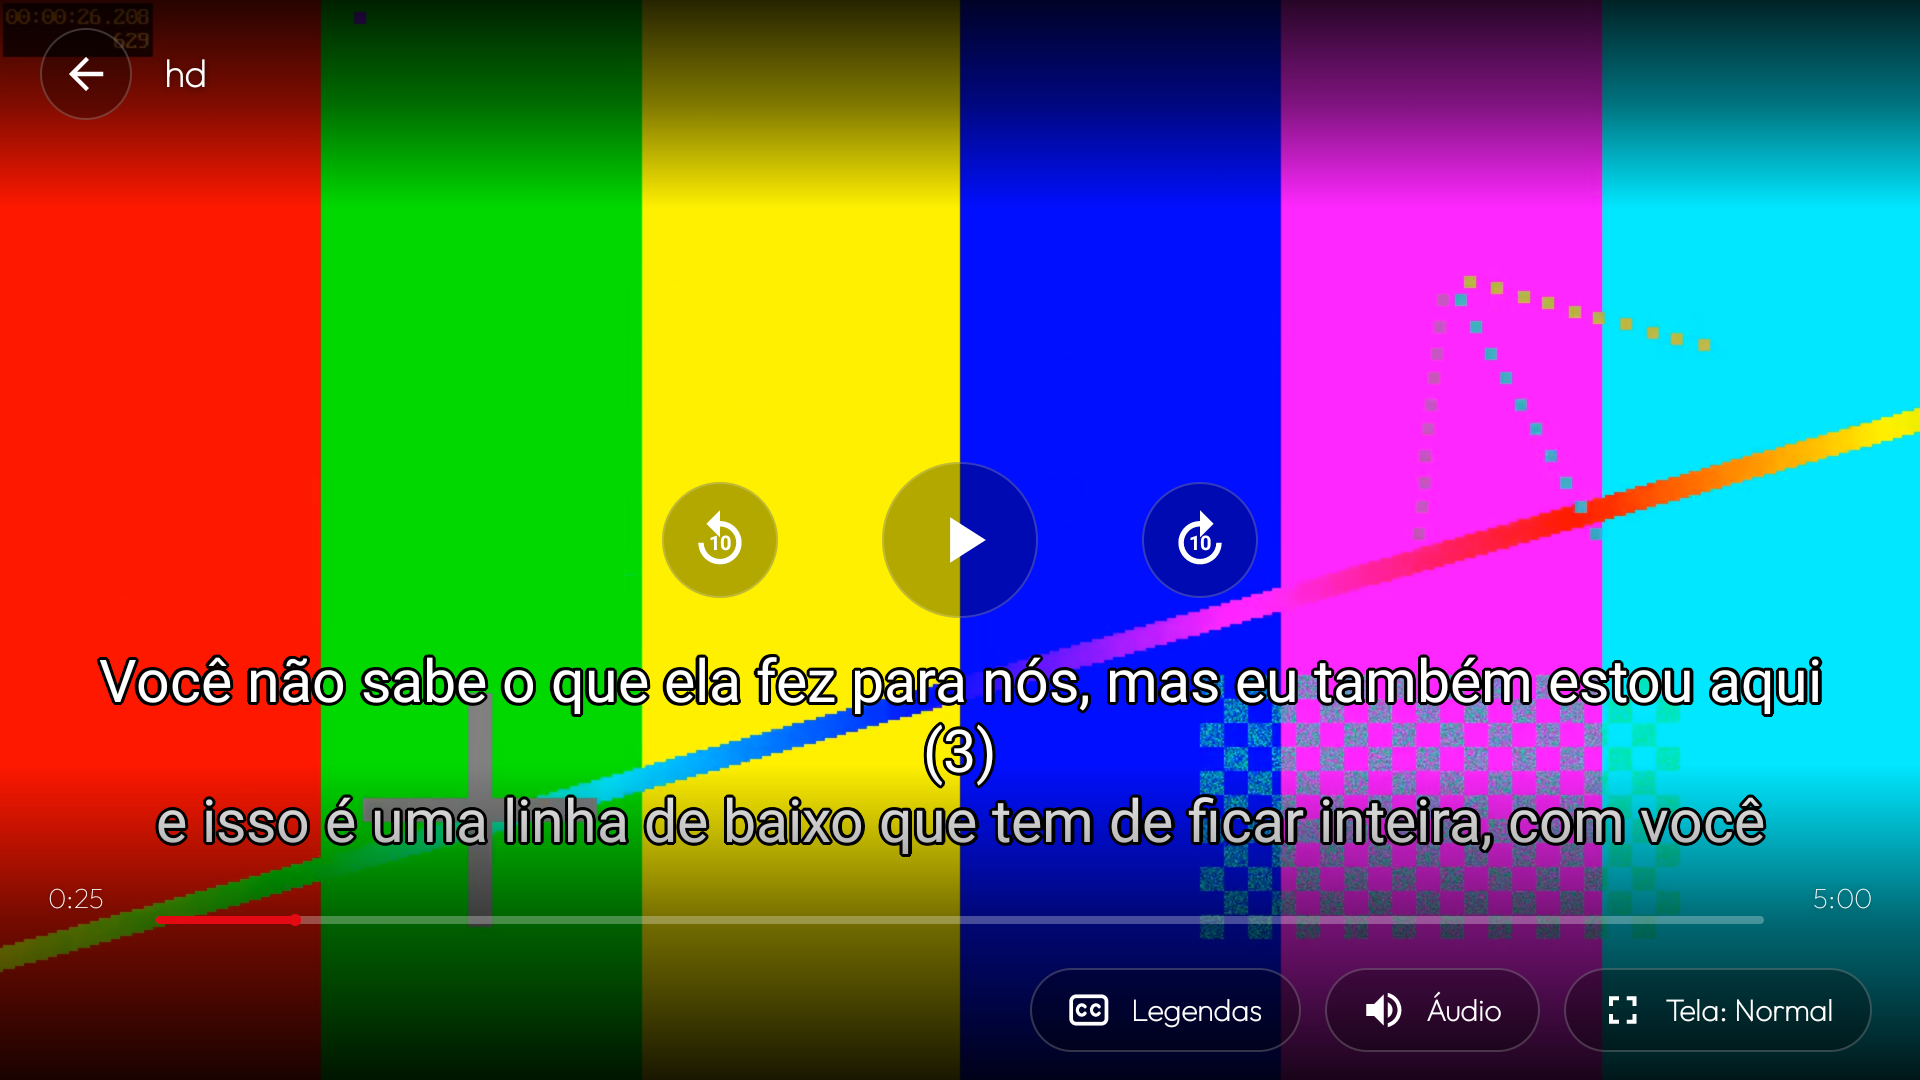 00:00:26.208
629
hd
10
10
Você não sabe o que ela fez para nós, mas eu também estou aqui
(3)
e isso é uma linha de baixo que tem de ficar inteira, com você
0:25
5:00
CC Legendas
Áudio
Tela: Normal